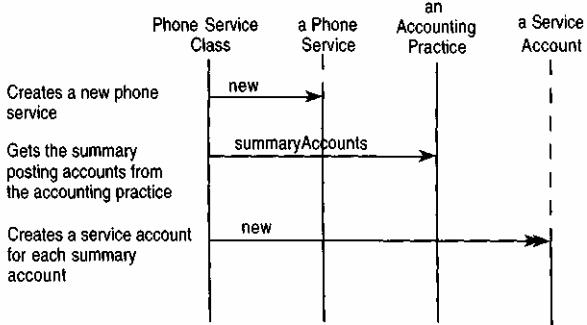 Phone Service
Class
a Phone
Service
an
Accounting
Practice
a Service
Account
Creates a new phone
service
new
Gets the summary
posting accounts from
the accounting practice
summaryAccounts
Creates a service account
for each summary
account
new